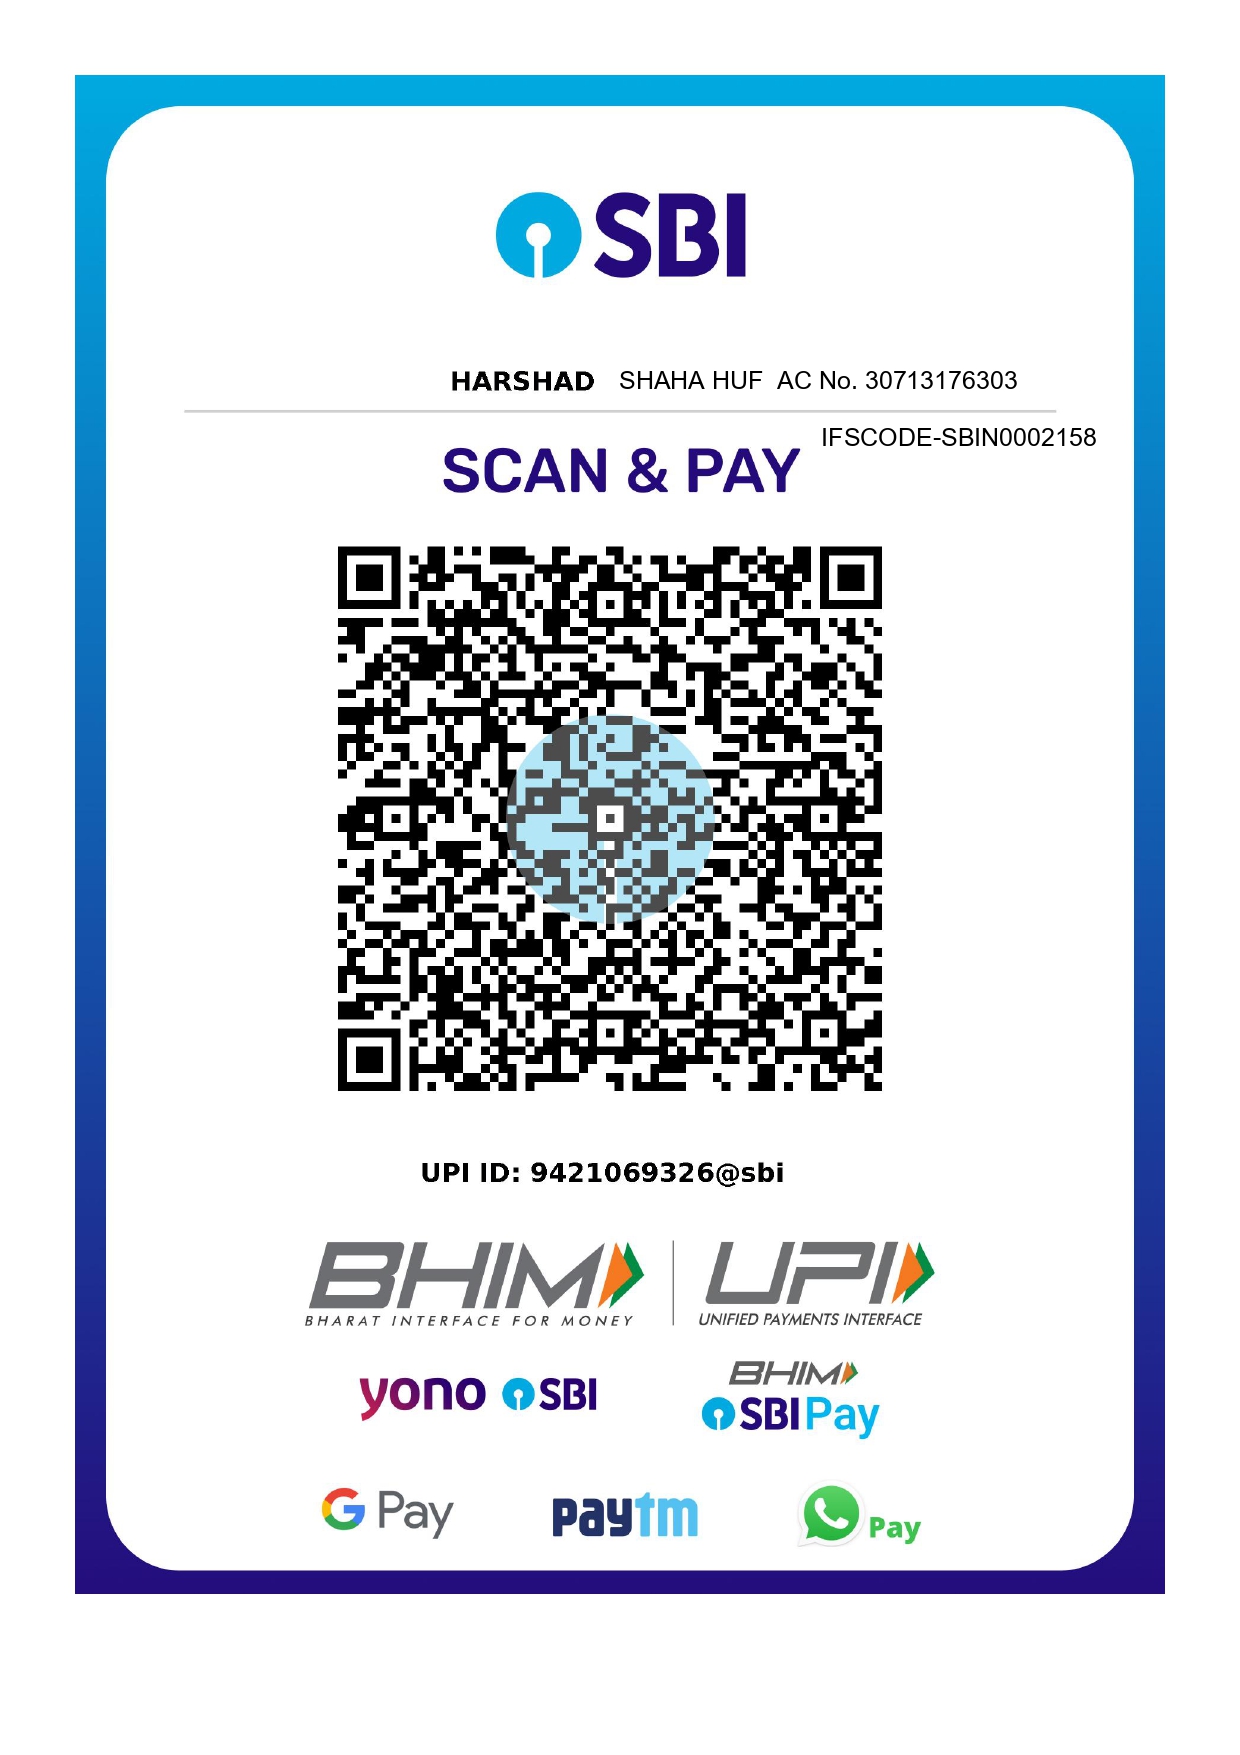 SBI
HARSHAD SHAHA HUF AC No. 30713176303
IFSCODE-SBIN0002158
SCAN & PAY
UPI ID: 9421069326@sbi
BHIM UPI
BHARAT INTERFACE FOR MONEY UNIFIED PAYMENTS INTERFACE
BHIM
yono SBI SBI Pay
G Pay paytm Pay